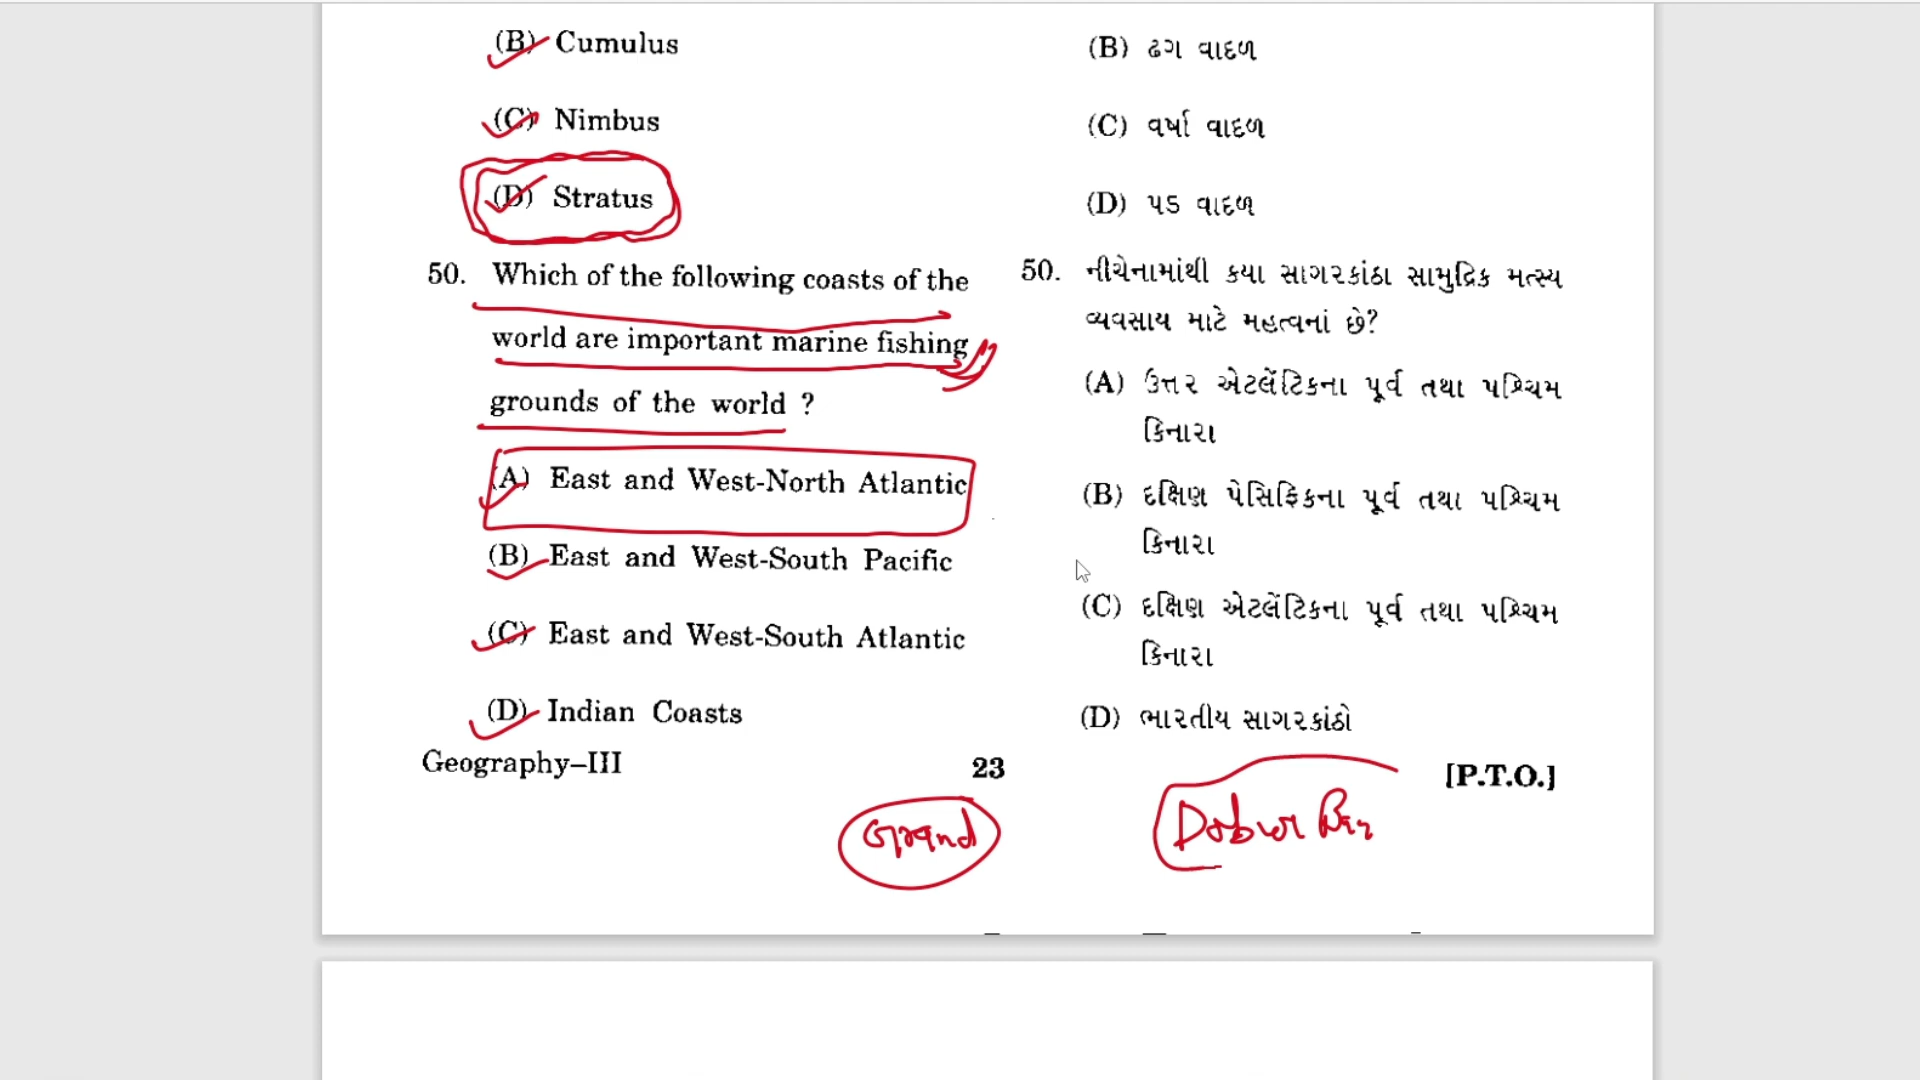 (B) Cumulus
(C) Nimbus
(D) Stratus
50. Which of the following coasts of the
world are important marine fishing
grounds of the world ?
(A) East and West-North Atlantic
(B) East and West-South Pacific
(C) East and West-South Atlantic
(D) Indian Coasts
Geography–III
23
(B) ઢગ વાદળ
(C) વર્ષા વાદળ
(D) પડ વાદળ
50. નીચેનામાંથી કયા સાગરકાંઠા સામુદ્રિક મત્સ્ય
વ્યવસાય માટે મહત્વનાં છે?
(A) ઉત્તર એટલેંટિકના પૂર્વ તથા પશ્ચિમ
કિનારા
(B) દક્ષિણ પેસિફિકના પૂર્વ તથા પશ્ચિમ
કિનારા
(C) દક્ષિણ એટલેંટિકના પૂર્વ તથા પશ્ચિમ
કિનારા
(D) ભારતીય સાગરકાંઠો
[P.T.O.]
Grand